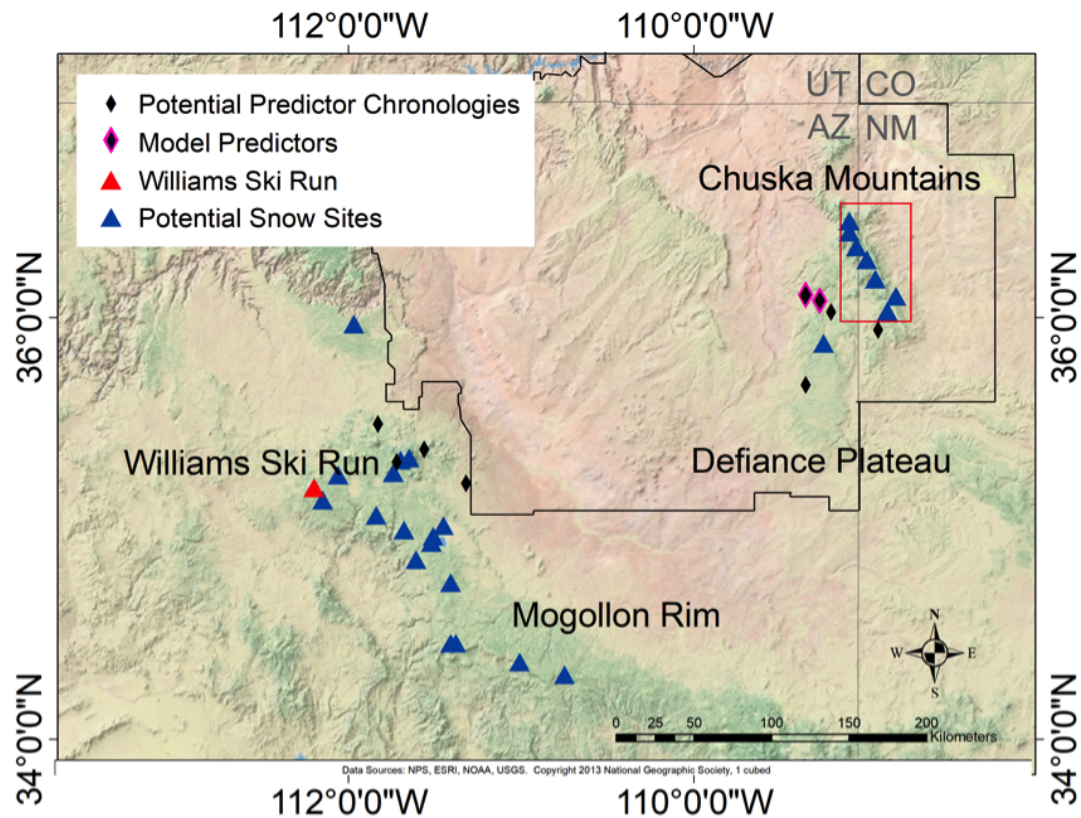 112°0'0"W 110°0'0"W
Potential Predictor Chronologies
Model Predictors
Williams Ski Run
Potential Snow Sites
UT CO
AZ NM
Chuska Mountains
36°0'0"N 36°0'0"N
Williams Ski Run
Defiance Plateau
Mogollon Rim
N
W E
S
0 25 50 100 150 200
Kilometers
34°0'0"N 34°0'0"N
Data Sources: NPS, ESRI, NOAA, USGS. Copyright 2013 National Geographic Society, 1 cubed
112°0'0"W 110°0'0"W